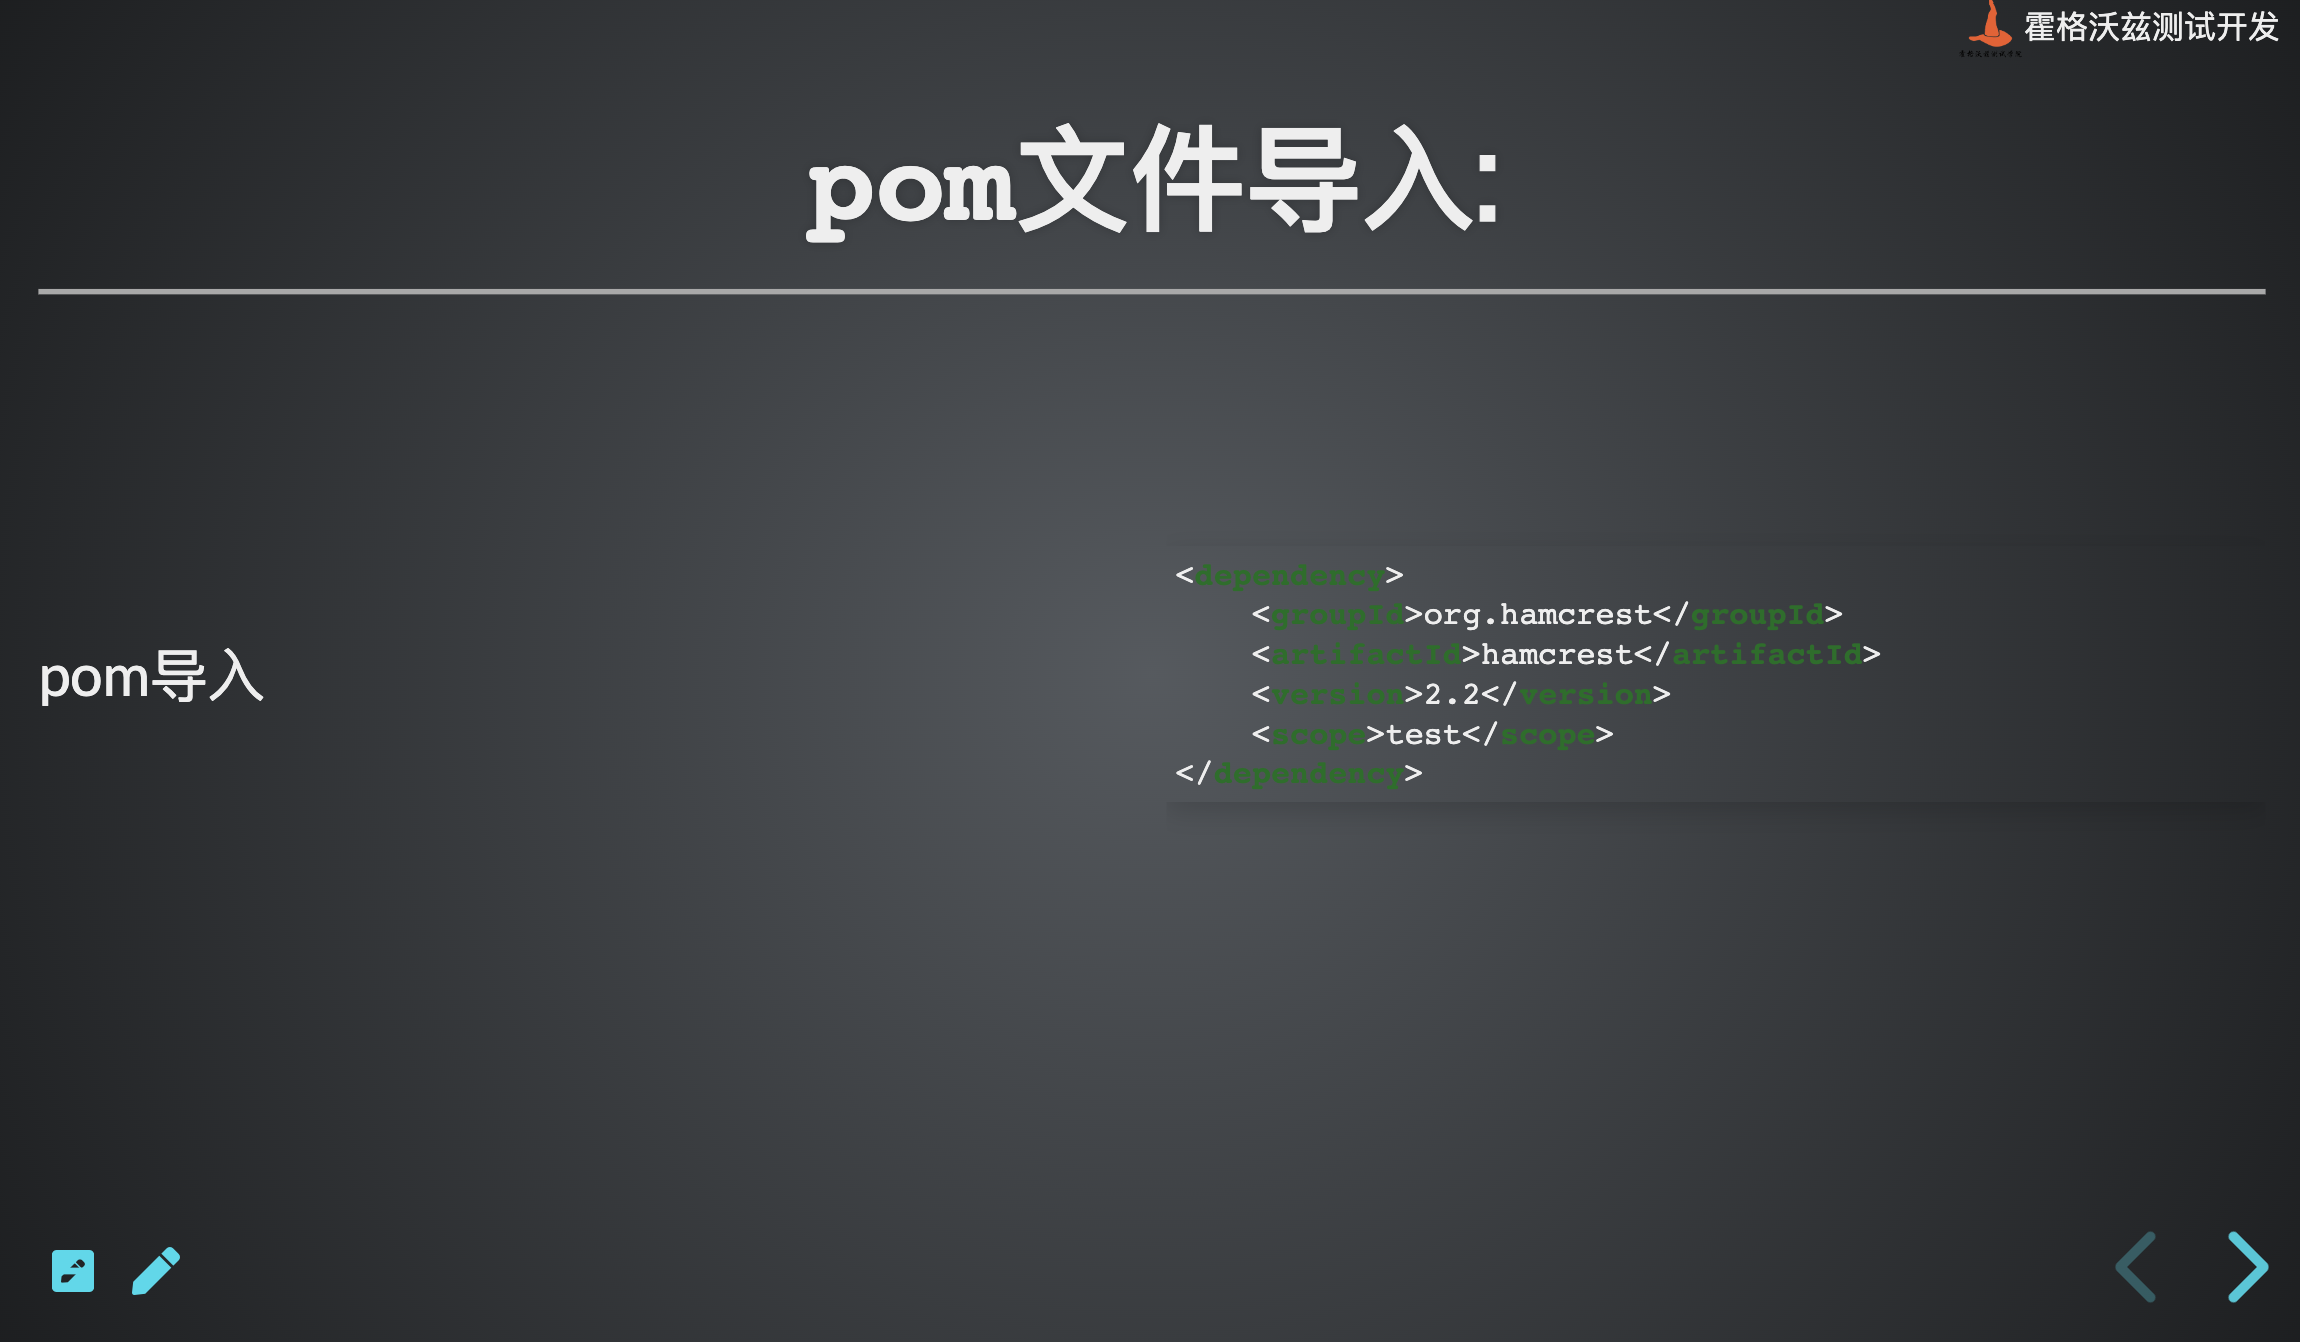 霍格沃兹测试开发
pom文件导入:
pom导入
<dependency>
    <groupId>org.hamcrest</groupId>
    <artifactId>hamcrest</artifactId>
    <version>2.2</version>
    <scope>test</scope>
</dependency>